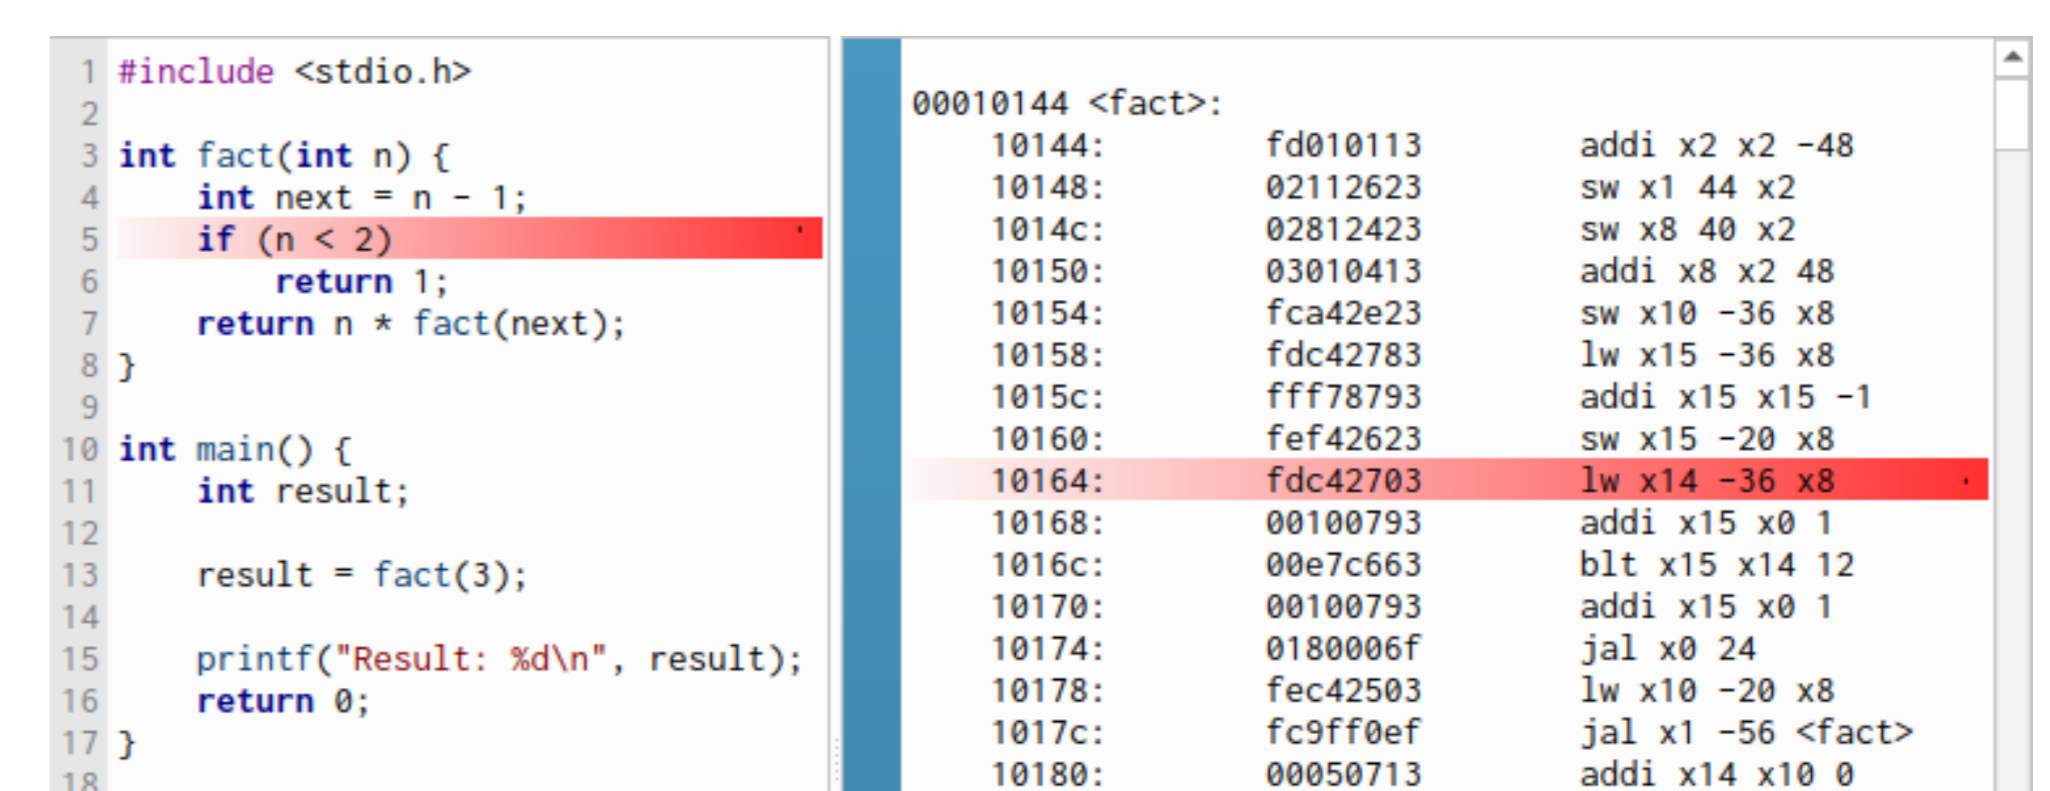 1 #include <stdio.h>
2
3 int fact(int n) {
4     int next = n - 1;
5     if (n < 2)
6         return 1;
7     return n * fact(next);
8 }
9
10 int main() {
11     int result;
12
13     result = fact(3);
14
15     printf("Result: %d\n", result);
16     return 0;
17 }
18
00010144 <fact>:
10144: fd010113 addi x2 x2 -48
10148: 02112623 sw x1 44 x2
1014c: 02812423 sw x8 40 x2
10150: 03010413 addi x8 x2 48
10154: fca42e23 sw x10 -36 x8
10158: fdc42783 lw x15 -36 x8
1015c: fff78793 addi x15 x15 -1
10160: fef42623 sw x15 -20 x8
10164: fdc42703 lw x14 -36 x8
10168: 00100793 addi x15 x0 1
1016c: 00e7c663 blt x15 x14 12
10170: 00100793 addi x15 x0 1
10174: 0180006f jal x0 24
10178: fec42503 lw x10 -20 x8
1017c: fc9ff0ef jal x1 -56 <fact>
10180: 00050713 addi x14 x10 0